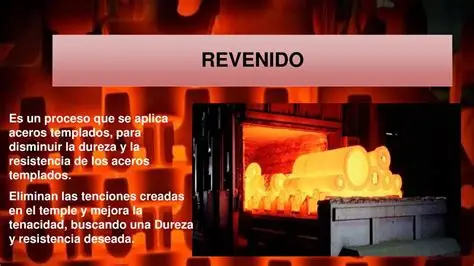 REVENIDO
Es un proceso que se aplica
aceros templados, para
disminuir la dureza y la
resistencia de los aceros
templados.
Eliminan las tenciones creadas
en el temple y mejora la
tenacidad, buscando una Dureza
y resistencia deseada.